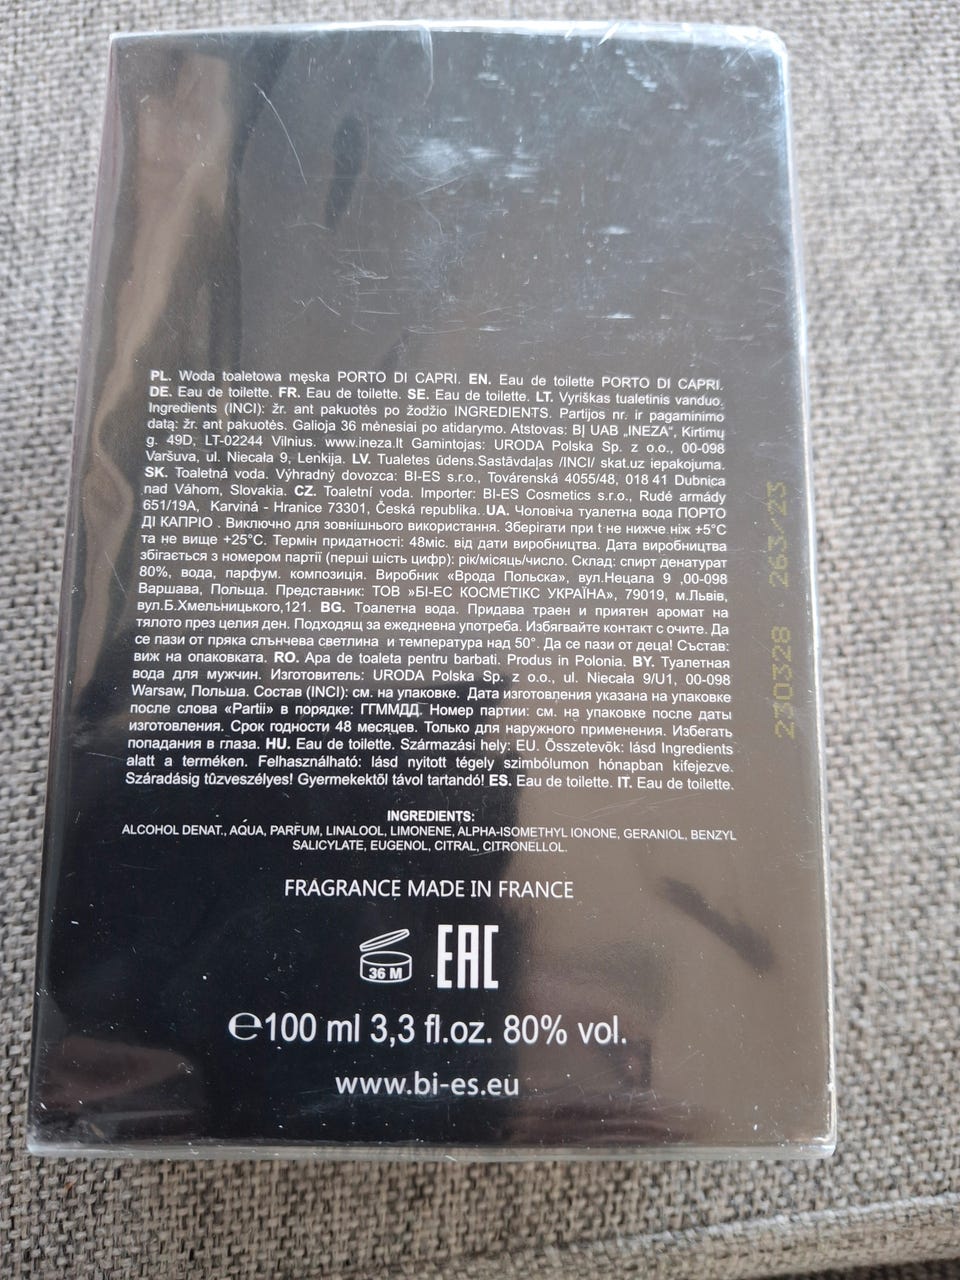 PL. Woda toaletowa męska PORTO DI CAPRI. EN. Eau de toilette PORTO DI CAPRI.
DE. Eau de toilette. FR. Eau de toilette. SE. Eau de toilette. LT. Vyriškas tualetinis vanduo.
Ingredients (INCI): žr. ant pakuotės po žodžio INGREDIENTS. Partijos nr. ir pagaminimo
datą: žr. ant pakuotės. Galioja 36 mėnesiai po atidarymo. Atstovas: BĮ UAB „INEZA", Kirtimų
g. 49D, LT-02244 Vilnius. www.ineza.lt Gamintojas: URODA Polska Sp. z o.o., 00-098
Varšuva, ul. Niecała 9, Lenkija. LV. Tualetes ūdens.Sastāvdaļas /INCI/ skat.uz iepakojuma.
SK. Toaletná voda. Výhradný dovozca: BI-ES s.r.o., Továrenská 4055/48, 018 41 Dubnica
nad Váhom, Slovakia. CZ. Toaletní voda. Importer: BI-ES Cosmetics s.r.o., Rudé armády
651/19A, Karviná - Hranice 73301, Česká republika. UA. Чоловіча туалетна вода ПОРТО
ДІ КАПРІО . Виключно для зовнішнього використання. Зберігати при t не нижче ніж +5°C
та не вище +25°C. Термін придатності: 48міс. від дати виробництва. Дата виробництва
збігається з номером партії (перші шість цифр): рік/місяць/число. Склад: спирт денатурат
80%, вода, парфум. композиція. Виробник «Врода Польска», вул.Нецала 9 ,00-098
Варшава, Польща. Представник: ТОВ »БІ-ЕС КОСМЕТІКС УКРАЇНА», 79019, м.Львів,
вул.Б.Хмельницького,121. BG. Тоалетна вода. Придава траен и приятен аромат на
тялото през целия ден. Подходящ за ежедневна употреба. Избягвайте контакт с очите. Да
се пази от пряка слънчева светлина и температура над 50°. Да се пази от деца! Състав:
виж на опаковката. RO. Apa de toaleta pentru barbati. Produs in Polonia. BY. Туалетная
вода для мужчин. Изготовитель: URODA Polska Sp. z o.o., ul. Niecała 9/U1, 00-098
Warsaw, Польша. Состав (INCI): см. на упаковке. Дата изготовления указана на упаковке
после слова «Partii» в порядке: ГГММДД. Номер партии: см. на упаковке после даты
изготовления. Срок годности 48 месяцев. Только для наружного применения. Избегать
попадания в глаза. HU. Eau de toilette. Származási hely: EU. Összetevők: lásd Ingredients
alatt a terméken. Felhasználható: lásd nyitott tégely szimbólumon hónapban kifejezve.
Száradásig tűzveszélyes! Gyermekektől távol tartandó! ES. Eau de toilette. IT. Eau de toilette.
INGREDIENTS:
ALCOHOL DENAT., AQUA, PARFUM, LINALOOL, LIMONENE, ALPHA-ISOMETHYL IONONE, GERANIOL, BENZYL
SALICYLATE, EUGENOL, CITRAL, CITRONELLOL.
FRAGRANCE MADE IN FRANCE
36 M
EAC
℮100 ml 3,3 fl.oz. 80% vol.
www.bi-es.eu
230328 . 263/23